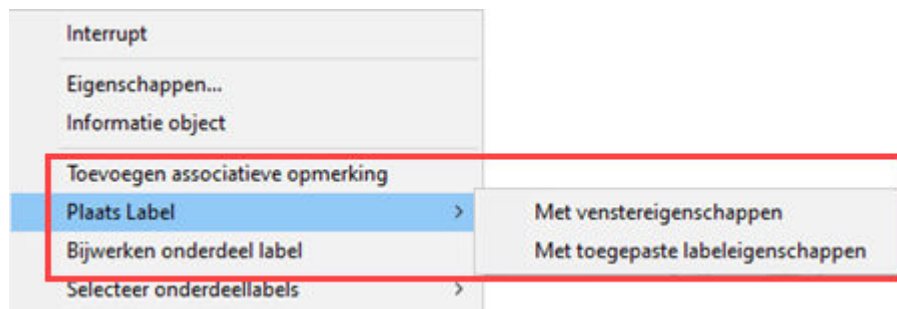 Interrupt
Eigenschappen...
Informatie object
Toevoegen associatieve opmerking
Plaats Label
Met venstereigenschappen
Bijwerken onderdeel label
Met toegepaste labeleigenschappen
Selecteer onderdeellabels